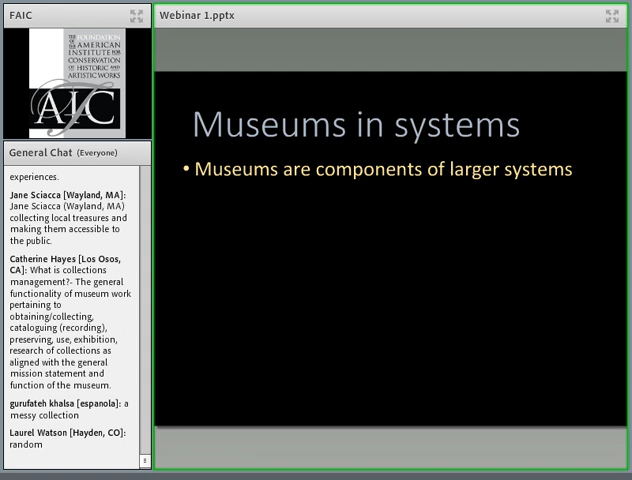 FAIC
THE FOUNDATION
OF THE AMERICAN
INSTITUTE FOR
CONSERVATION
OF HISTORIC AND
ARTISTIC WORKS
AIC
General Chat (Everyone)
experiences.
Jane Sciacca [Wayland, MA]:
Jane Sciacca (Wayland, MA)
collecting local treasures and
making them accessible to
the public.
Catherine Hayes [Los Osos,
CA]: What is collections
management?- The general
functionality of museum work
pertaining to
obtaining/collecting,
cataloguing (recording),
preserving, use, exhibition,
research of collections as
aligned with the general
mission statement and
function of the museum.
gurufateh khalsa [espanola]: a
messy collection
Laurel Watson [Hayden, CO]:
random
Webinar 1.pptx
Museums in systems
• Museums are components of larger systems